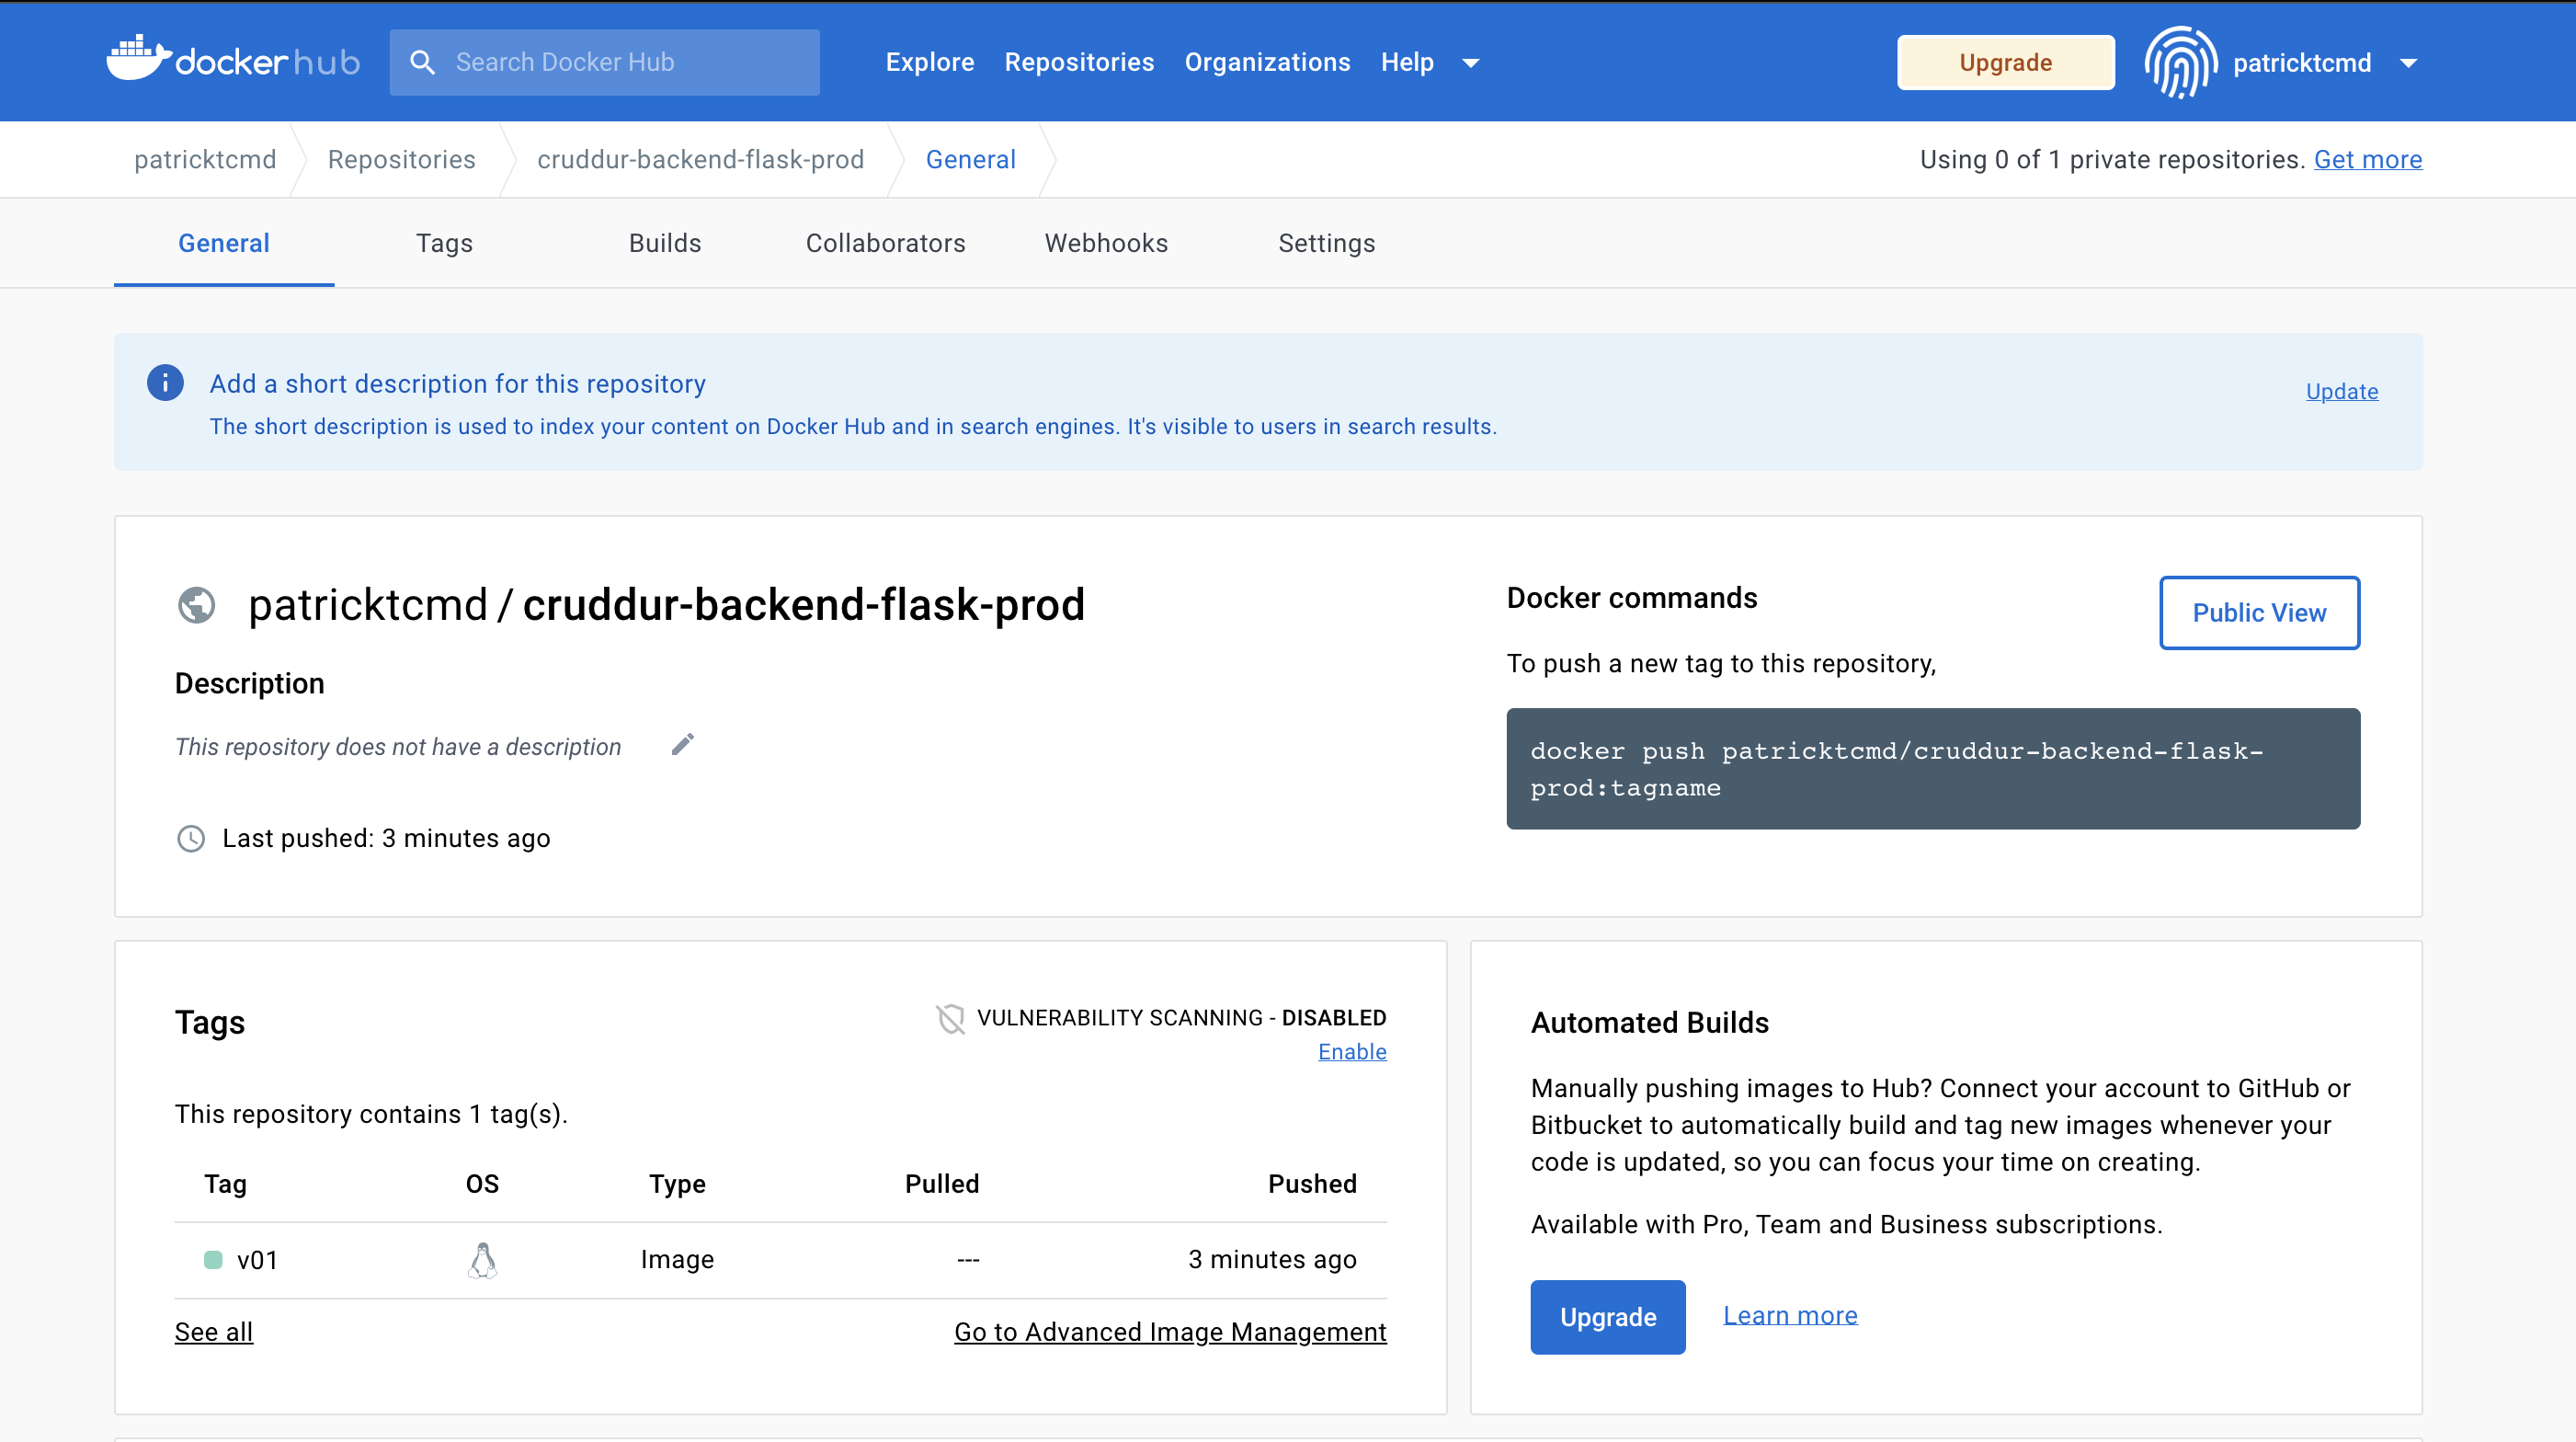 dockerhub
Search Docker Hub
Explore Repositories Organizations Help
Upgrade
patricktcmd
patricktcmd Repositories cruddur-backend-flask-prod General
Using 0 of 1 private repositories. Get more
General Tags Builds Collaborators Webhooks Settings
Add a short description for this repository
The short description is used to index your content on Docker Hub and in search engines. It's visible to users in search results.
Update
patricktcmd / cruddur-backend-flask-prod
Description
This repository does not have a description
Last pushed: 3 minutes ago
Docker commands
Public View
To push a new tag to this repository,
docker push patricktcmd/cruddur-backend-flask-
prod:tagname
Tags
VULNERABILITY SCANNING - DISABLED
Enable
This repository contains 1 tag(s).
Tag OS Type Pulled Pushed
v01 Image --- 3 minutes ago
See all
Go to Advanced Image Management
Automated Builds
Manually pushing images to Hub? Connect your account to GitHub or
Bitbucket to automatically build and tag new images whenever your
code is updated, so you can focus your time on creating.
Available with Pro, Team and Business subscriptions.
Upgrade
Learn more